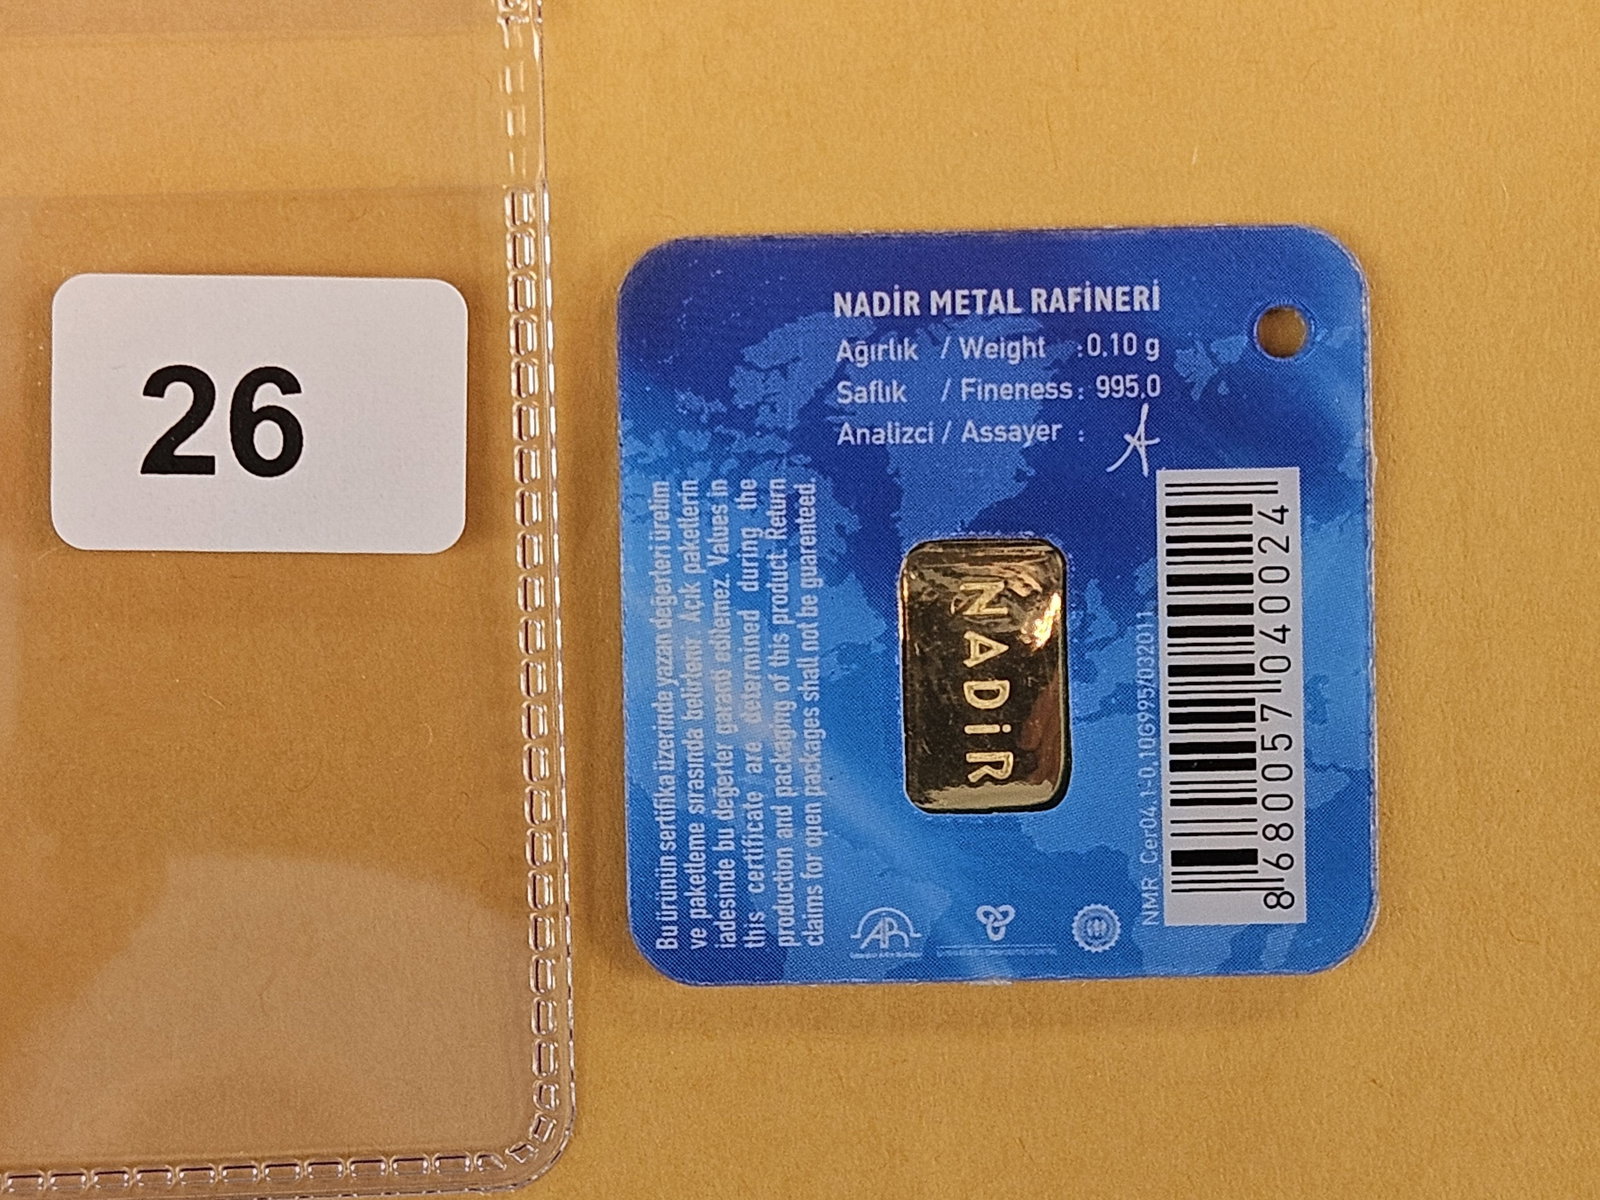 26
NADİR METAL RAFİNERİ
Ağırlık / Weight :0.10 g
Saflık / Fineness: 995,0
Analizci / Assayer :
Bu ürünün sertifika üzerinde yazan değerleri üretim
ve paketleme sırasında belirlenir. Açık paketlerin
iadesinde bu değerler garanti edilemez. Values in
this certificate are determined during the
production and packaging of this product. Return
claims for open packages shall not be guarenteed.
NADİR
NMR_Cer04.1-0,10G995/032011
8680057040024